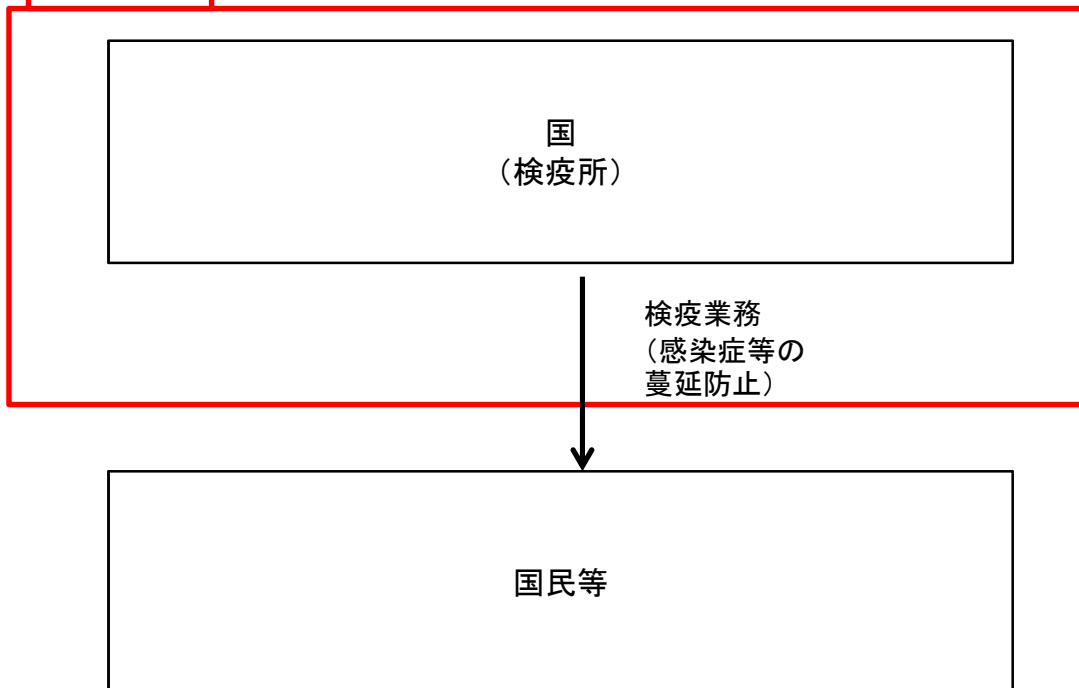 国
（検疫所）
検疫業務
（感染症等の
蔓延防止）
国民等